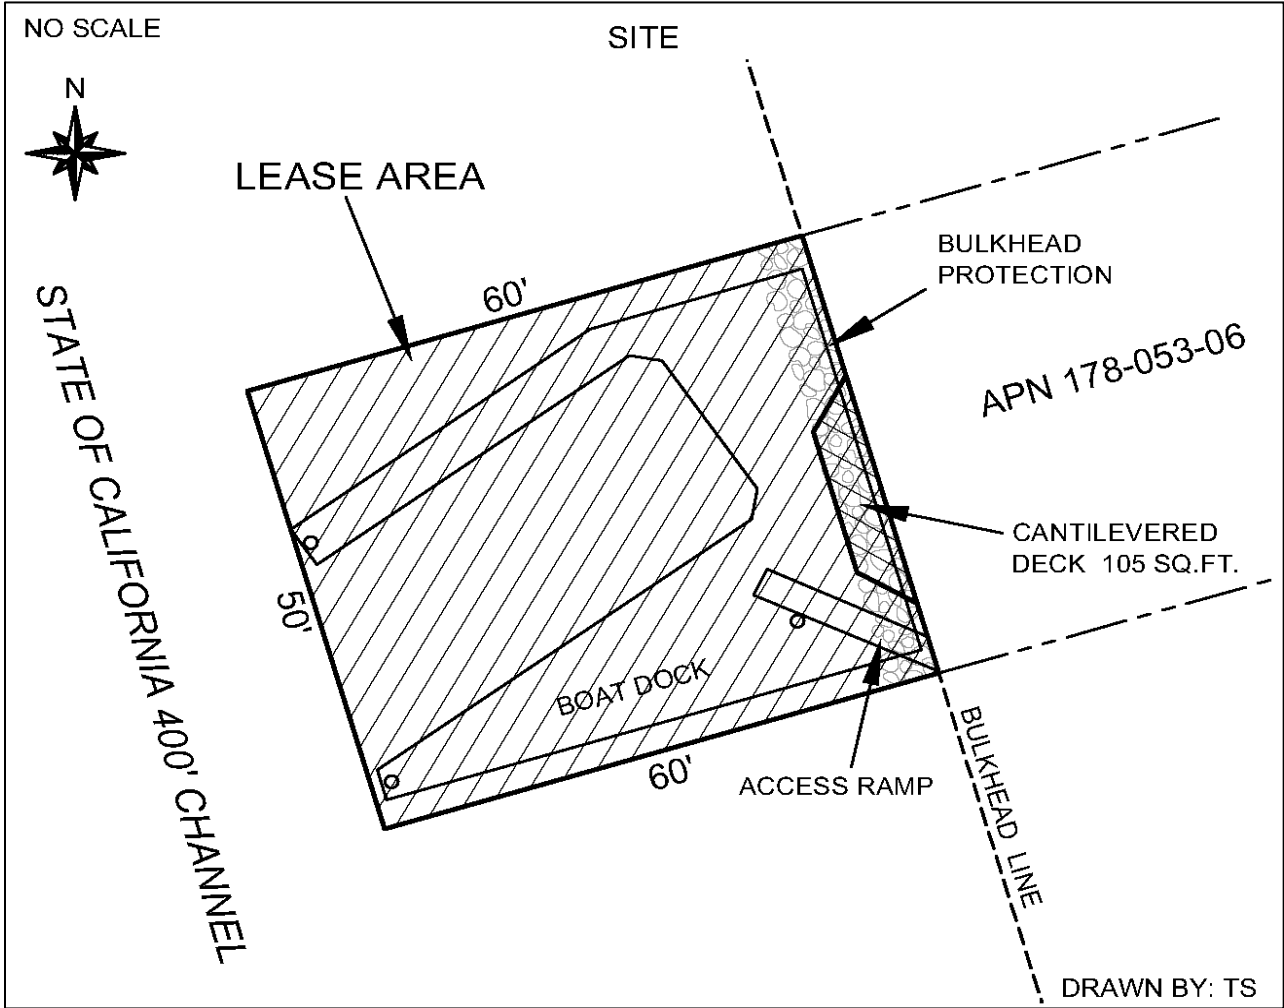 NO SCALE
SITE
N
LEASE AREA
BULKHEAD
PROTECTION
60'
APN 178-053-06
STATE OF CALIFORNIA 400' CHANNEL
CANTILEVERED
DECK 105 SQ.FT.
50'
BOAT DOCK
60'
ACCESS RAMP
BULKHEAD LINE
DRAWN BY: TS